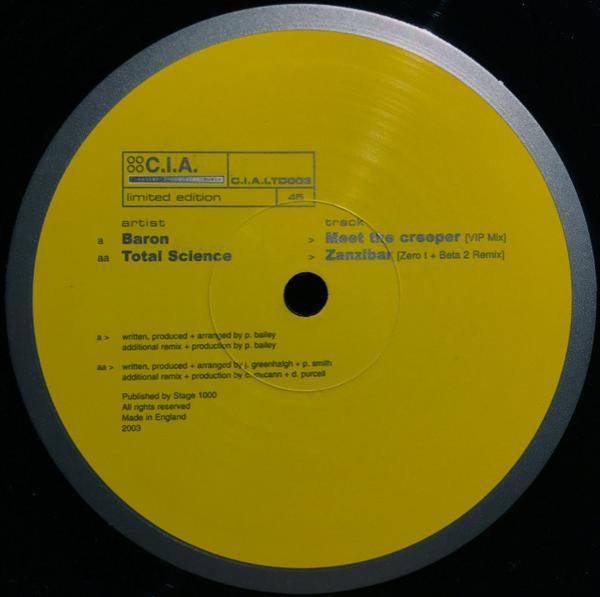 C.I.A.
C.I.A.LTD003
limited edition 45
artist track
a Baron > Meet the creeper [VIP Mix]
aa Total Science > Zanzibar [Zero t + Beta 2 Remix]
a > written, produced + arranged by p. bailey
additional remix + production by p. bailey
aa > written, produced + arranged by j. greenhalgh + p. smith
additional remix + production by + d. purcell
Published by Stage 1000
All rights reserved
Made in England
2003